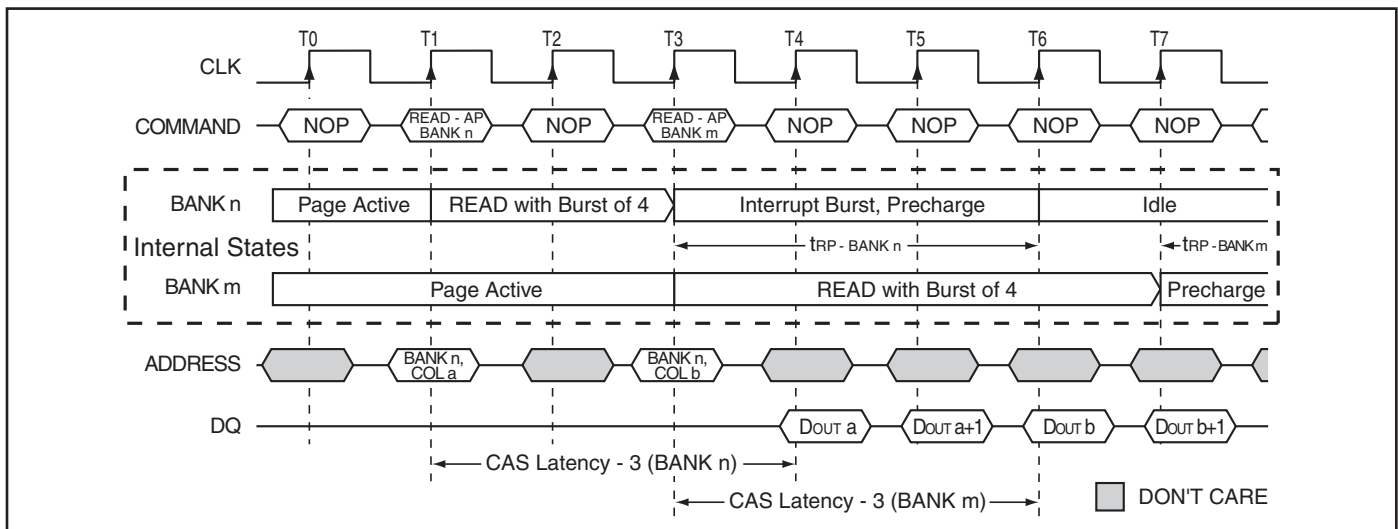 T0 T1 T2 T3 T4 T5 T6 T7
CLK
COMMAND NOP READ - AP BANK n NOP READ - AP BANK m NOP NOP NOP NOP
BANK n Page Active READ with Burst of 4 Interrupt Burst, Precharge Idle
Internal States tRP - BANK n tRP - BANK m
BANK m Page Active READ with Burst of 4 Precharge
ADDRESS BANK n, COL a BANK n, COL b
DQ DOUT a DOUT a+1 DOUT b DOUT b+1
CAS Latency - 3 (BANK n)
CAS Latency - 3 (BANK m) DON'T CARE